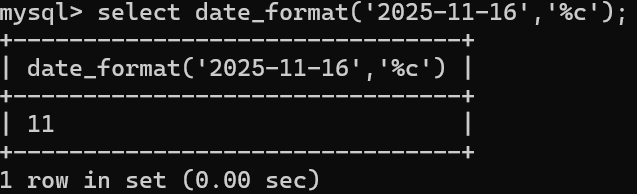 mysql> select date_format('2025-11-16','%c');
+--------------------------------+
| date_format('2025-11-16','%c') |
+--------------------------------+
| 11                             |
+--------------------------------+
1 row in set (0.00 sec)